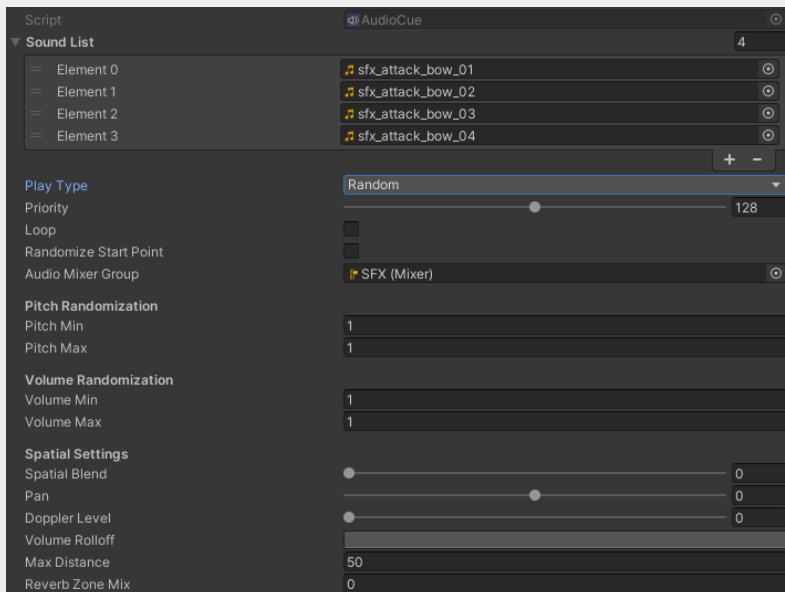 Script AudioCue
Sound List 4
Element 0 sfx_attack_bow_01
Element 1 sfx_attack_bow_02
Element 2 sfx_attack_bow_03
Element 3 sfx_attack_bow_04
+ −
Play Type Random
Priority 128
Loop
Randomize Start Point
Audio Mixer Group SFX (Mixer)
Pitch Randomization
Pitch Min 1
Pitch Max 1
Volume Randomization
Volume Min 1
Volume Max 1
Spatial Settings
Spatial Blend 0
Pan 0
Doppler Level 0
Volume Rolloff
Max Distance 50
Reverb Zone Mix 0